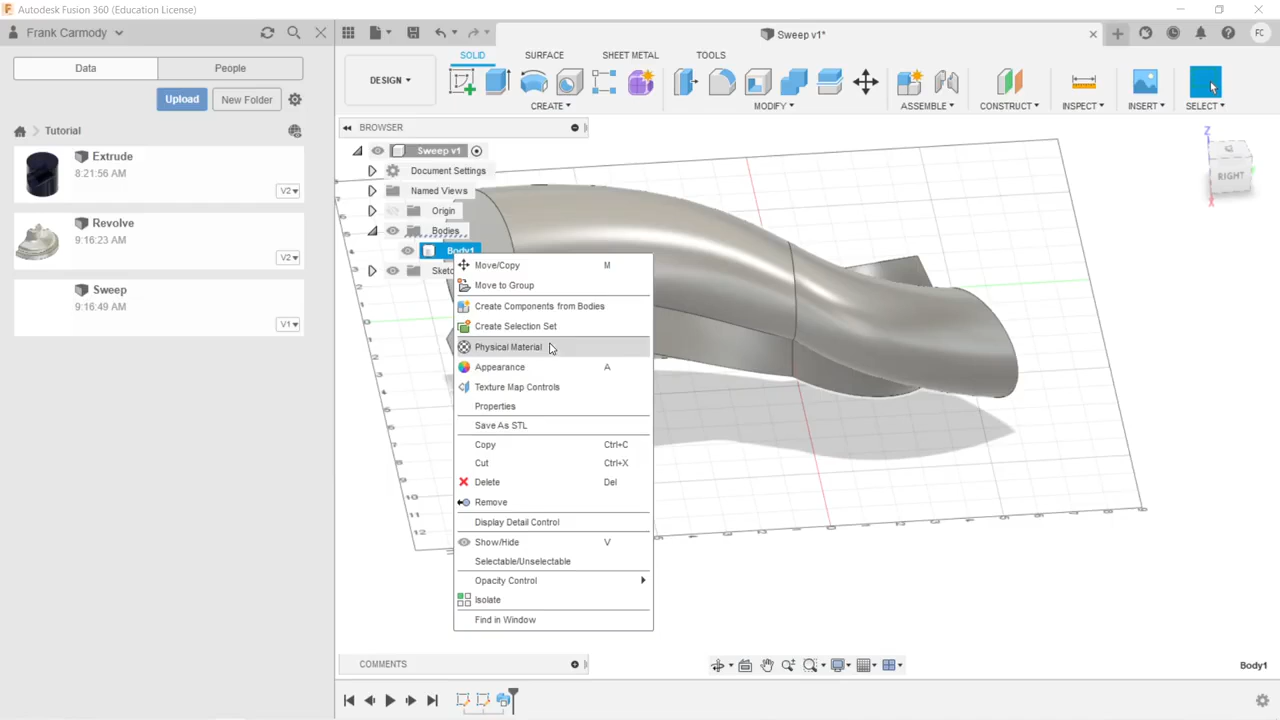 Autodesk Fusion 360 (Education License)
Frank Carmody
Sweep v1*
FC
Data
People
Upload
New Folder
Tutorial
Extrude
8:21:56 AM
V2
Revolve
9:16:23 AM
V2
Sweep
9:16:49 AM
V1
DESIGN
SOLID
SURFACE
SHEET METAL
TOOLS
CREATE
MODIFY
ASSEMBLE
CONSTRUCT
INSPECT
INSERT
SELECT
BROWSER
Sweep v1
Document Settings
Named Views
Origin
Bodies
Body1
Sketc
Move/Copy M
Move to Group
Create Components from Bodies
Create Selection Set
Physical Material
Appearance A
Texture Map Controls
Properties
Save As STL
Copy Ctrl+C
Cut Ctrl+X
Delete Del
Remove
Display Detail Control
Show/Hide V
Selectable/Unselectable
Opacity Control
Isolate
Find in Window
Z
RIGHT
X
COMMENTS
Body1